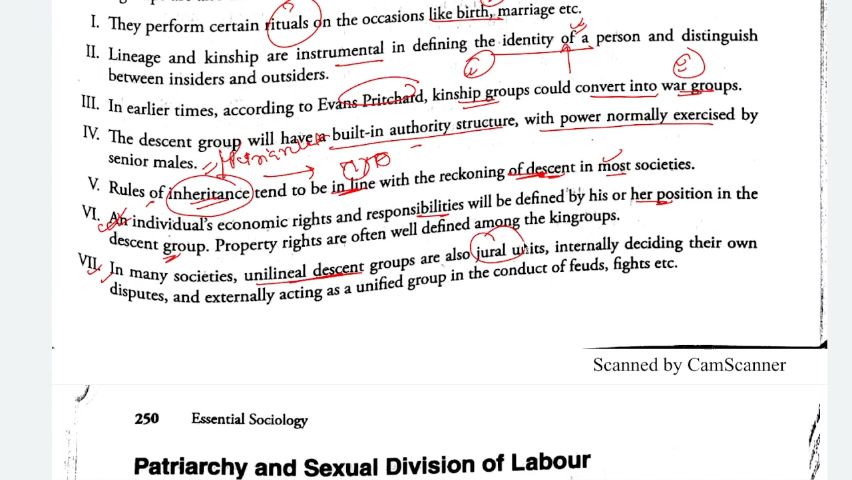 I. They perform certain rituals on the occasions like birth, marriage etc.
II. Lineage and kinship are instrumental in defining the identity of a person and distinguish
between insiders and outsiders.
III. In earlier times, according to Evans Pritchard, kinship groups could convert into war groups.
IV. The descent group will have a built-in authority structure, with power normally exercised by
senior males.
V. Rules of inheritance tend to be in line with the reckoning of descent in most societies.
VI. An individual's economic rights and responsibilities will be defined by his or her position in the
descent group. Property rights are often well defined among the kingroups.
VII. In many societies, unilineal descent groups are also jural units, internally deciding their own
disputes, and externally acting as a unified group in the conduct of feuds, fights etc.
Scanned by CamScanner
250 Essential Sociology
Patriarchy and Sexual Division of Labour